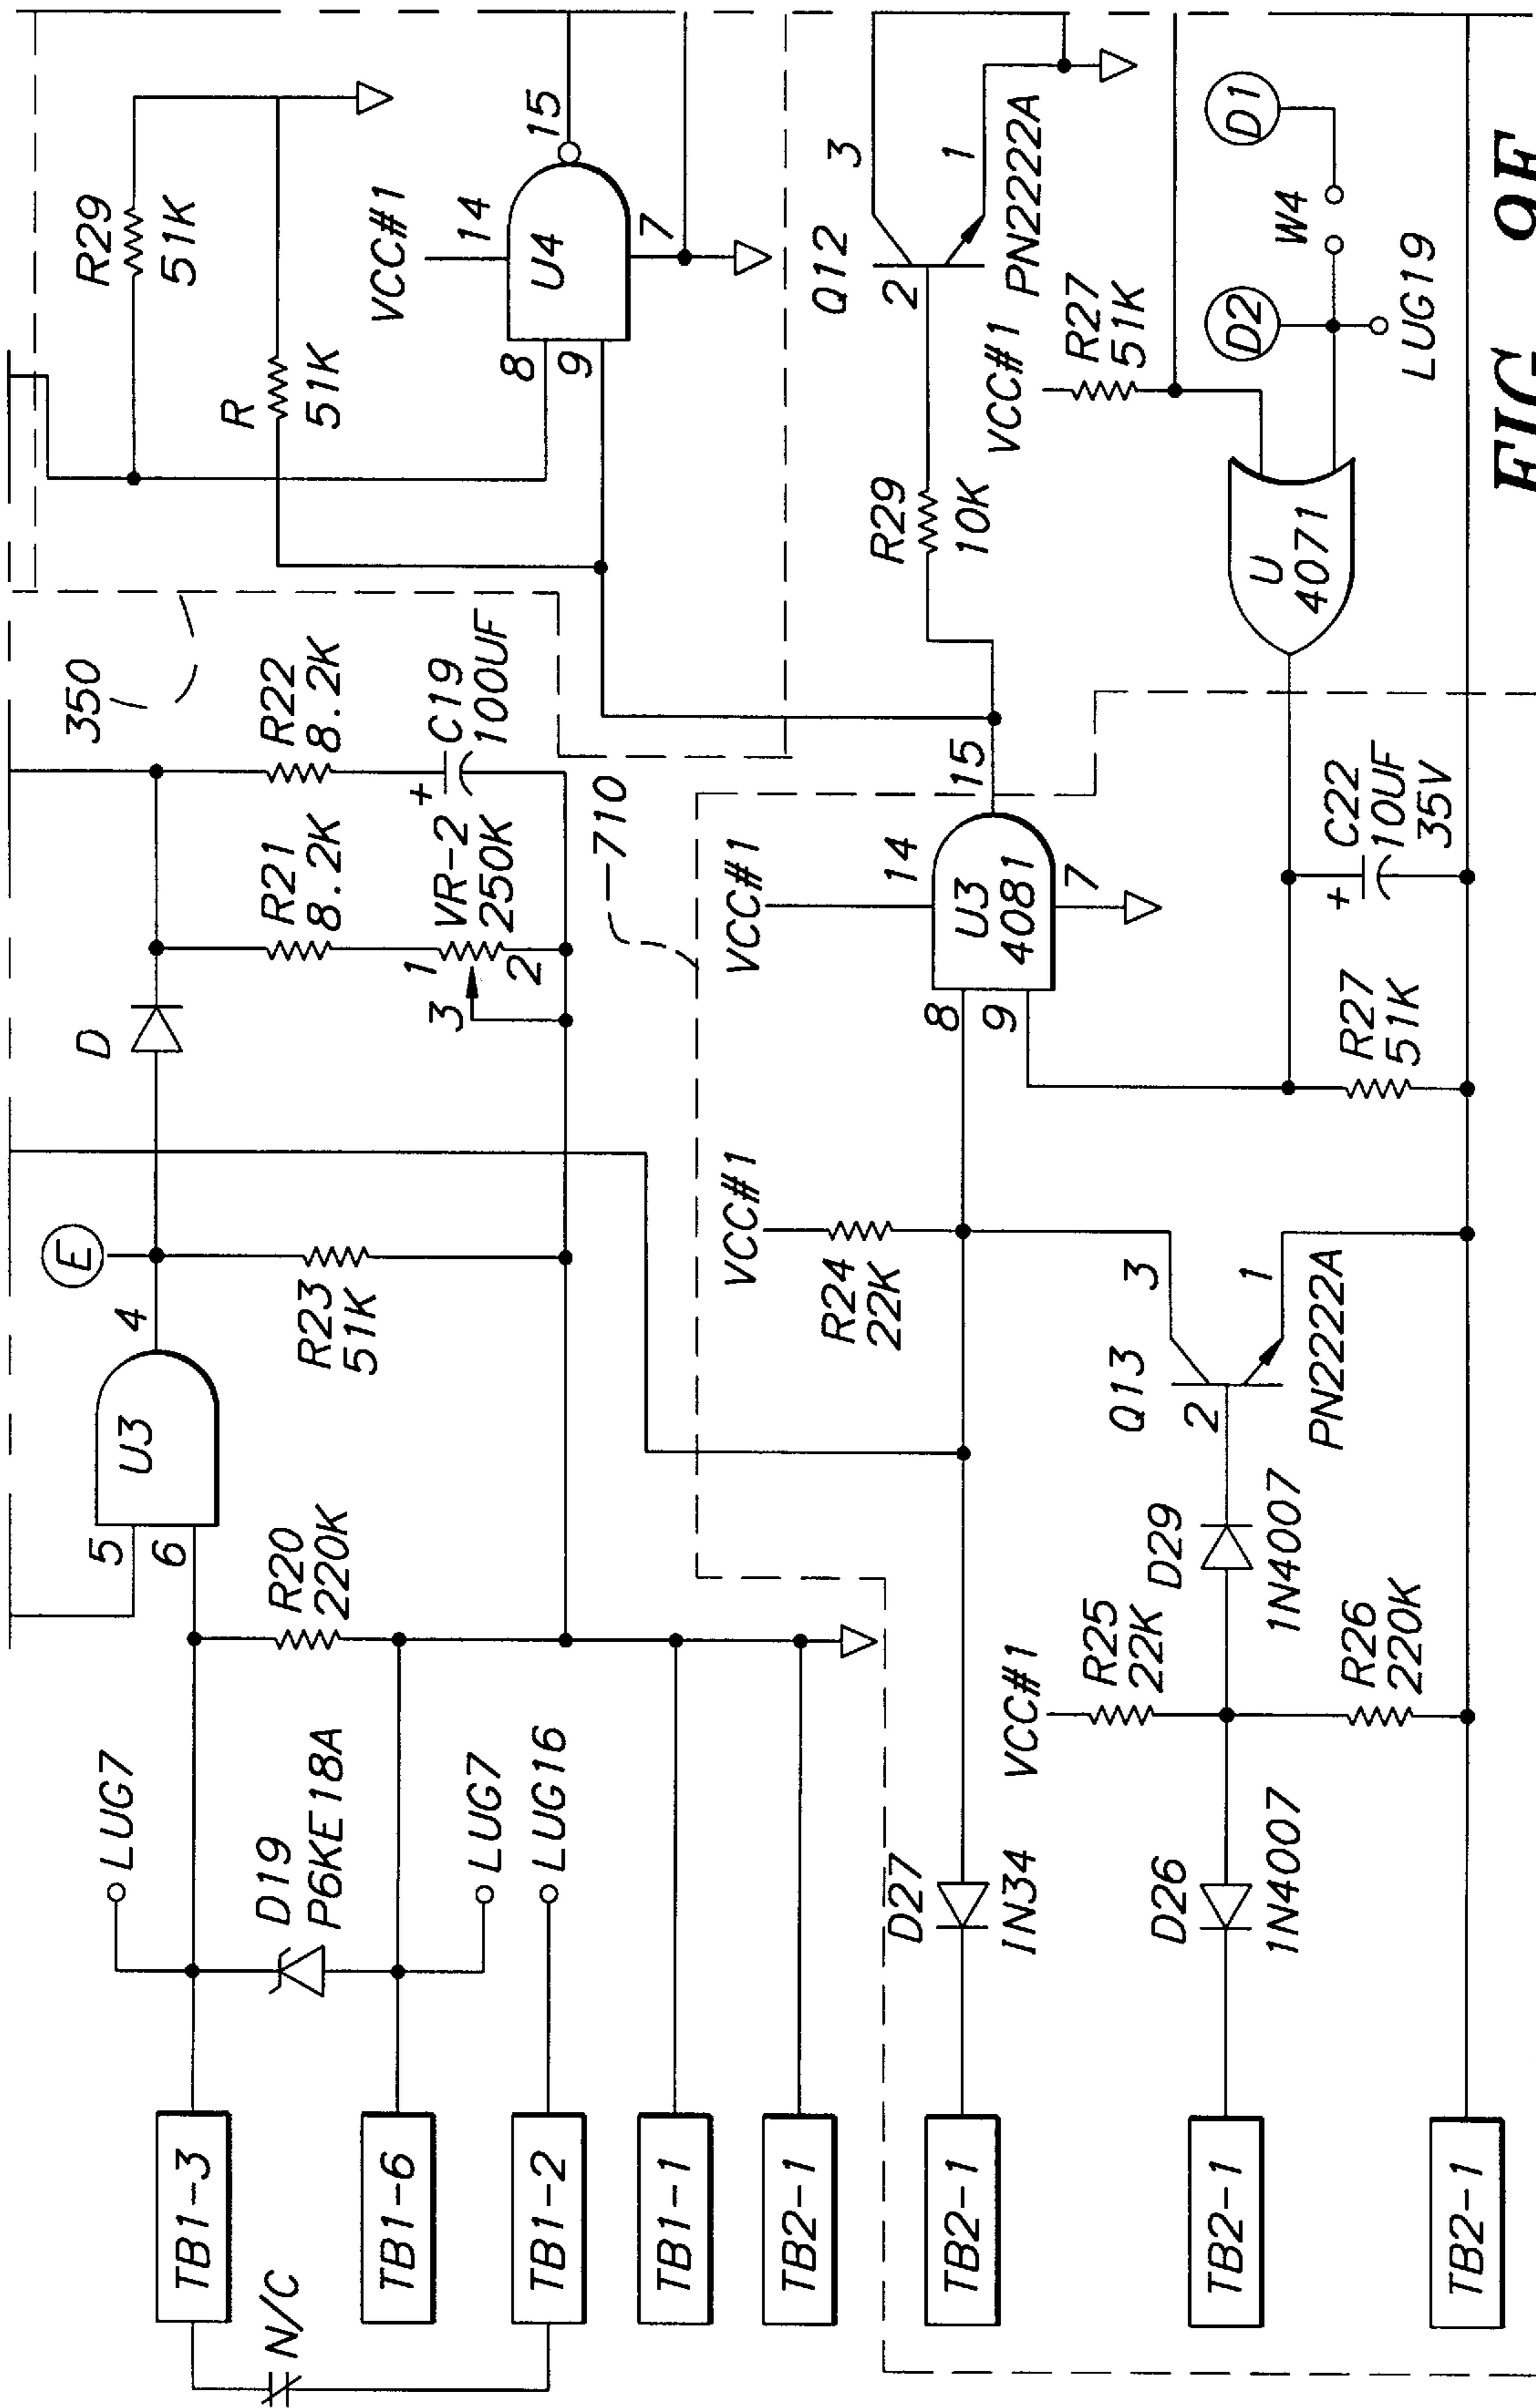 TB1-3
N/C
TB1-6
TB1-2
TB1-1
TB2-1
LUG7
D19
P6KE18A
LUG7
LUG16
R20
220K
5
6
U3
4
E
R23
51K
D
R21
8.2K
1
VR-2
250K
3
2
R22
8.2K
+
C19
100UF
350
710
R29
51K
R
51K
VCC#1
14
8
9
U4
15
7
TB2-1
D27
IN34
VCC#1
R24
22K
VCC#1
14
8
9
U3
4081
15
7
R29
10K
Q12
2
3
1
PN2222A
TB2-1
D26
1N4007
VCC#1
R25
22K
R26
220K
D29
1N4007
Q13
2
3
1
PN2222A
R27
51K
+
C22
10UF
35V
U
4071
VCC#1
R27
51K
D2
W4
D1
LUG19
TB2-1